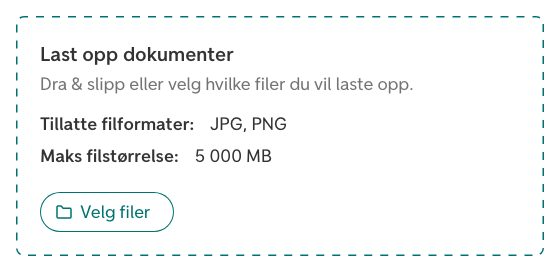 Last opp dokumenter
Dra & slipp eller velg hvilke filer du vil laste opp.
Tillatte filformater: JPG, PNG
Maks filstørrelse: 5 000 MB
Velg filer